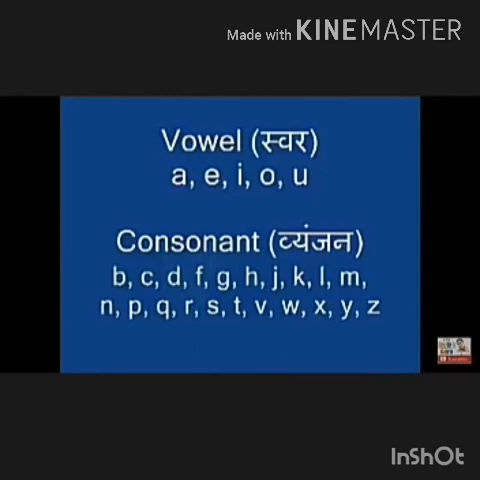 Made with KINEMASTER
Vowel (स्वर)
a, e, i, o, u
Consonant (व्यंजन)
b, c, d, f, g, h, j, k, l, m,
n, p, q, r, s, t, v, w, x, y, z
InShOt